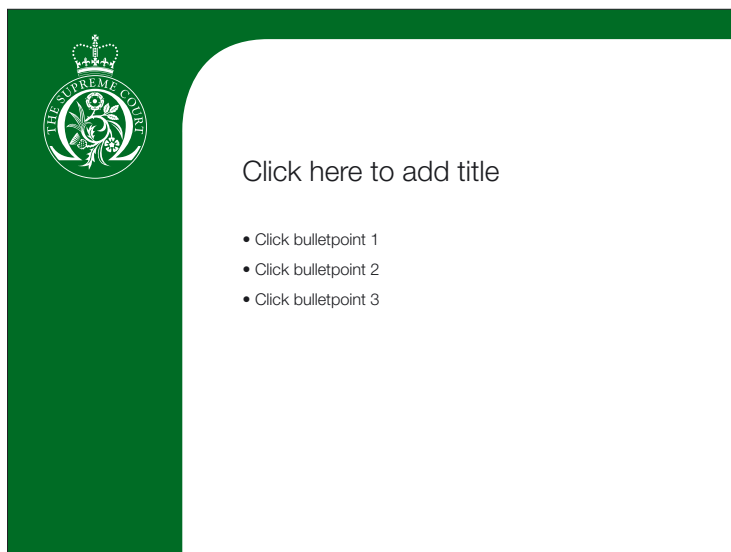 THE SUPREME COURT
Click here to add title
• Click bulletpoint 1
• Click bulletpoint 2
• Click bulletpoint 3